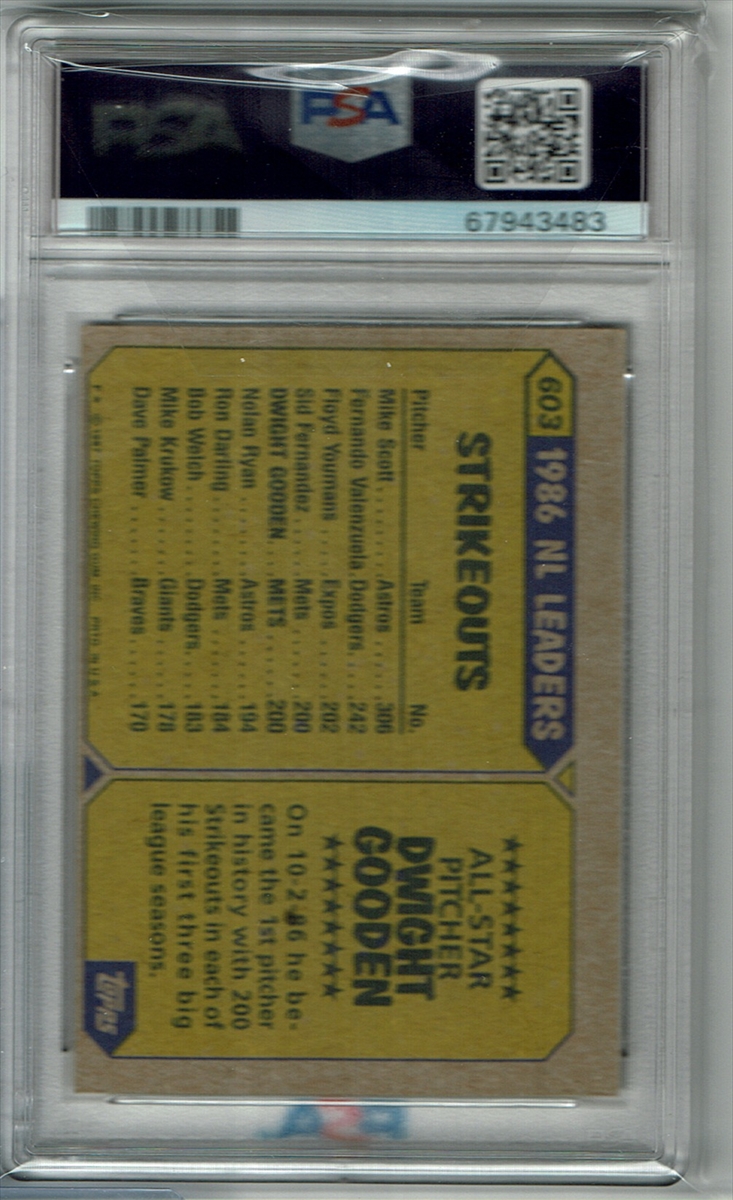 PSA
PSA
67943483
603 1986 NL LEADERS
STRIKEOUTS
Pitcher Team No.
Mike Scott ........ Astros ..... 306
Fernando Valenzuela. Dodgers ... 242
Floyd Youmans ..... Expos ..... 202
Sid Fernandez ..... Mets ...... 200
DWIGHT GOODEN ... METS ...... 200
Nolan Ryan ........ Astros ..... 194
Ron Darling ........ Mets ...... 184
Bob Welch ......... Dodgers ... 183
Mike Krukow ....... Giants ..... 178
Dave Palmer ....... Braves ..... 170
ALL-STAR
PITCHER
DWIGHT
GOODEN
On 10-2-86 he be-
came the 1st pitcher
in history with 200
Strikeouts in each of
his first three big
league seasons.
Topps
PSA